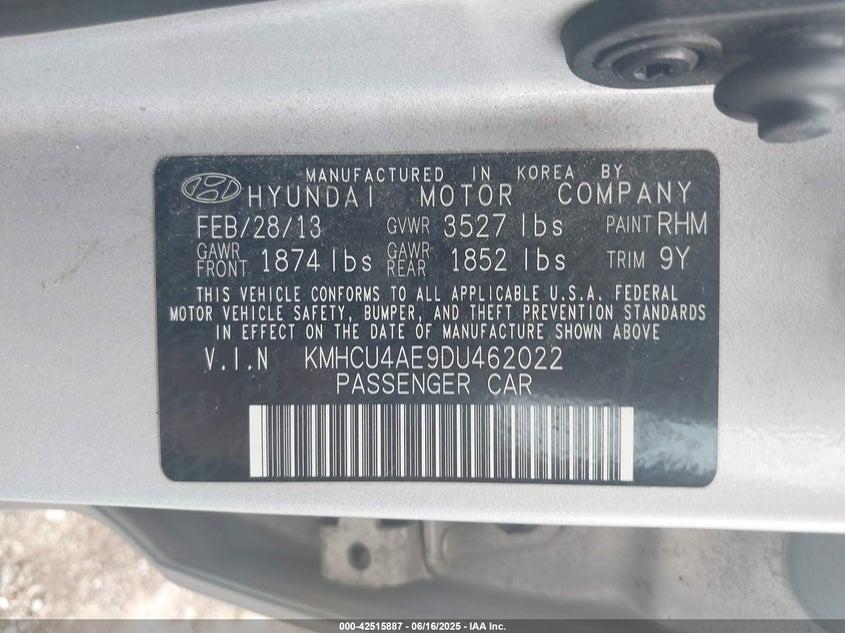 MANUFACTURED IN KOREA BY
HYUNDAI MOTOR COMPANY
FEB/28/13 GVWR 3527 lbs PAINT RHM
GAWR FRONT 1874 lbs GAWR REAR 1852 lbs TRIM 9Y
THIS VEHICLE CONFORMS TO ALL APPLICABLE U.S.A. FEDERAL
MOTOR VEHICLE SAFETY, BUMPER, AND THEFT PREVENTION STANDARDS
IN EFFECT ON THE DATE OF MANUFACTURE SHOWN ABOVE
V.I.N KMHCU4AE9DU462022
PASSENGER CAR
000-42515887 - 06/16/2025 - IAA Inc.